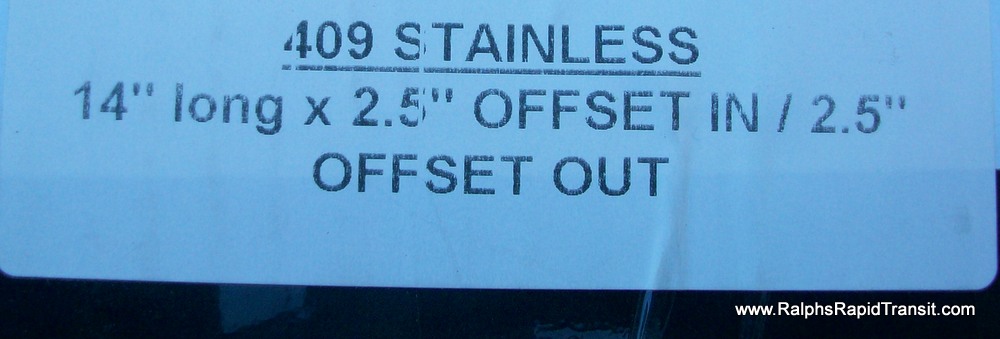 409 STAINLESS
14" long x 2.5" OFFSET IN / 2.5"
OFFSET OUT
www.RalphsRapidTransit.com